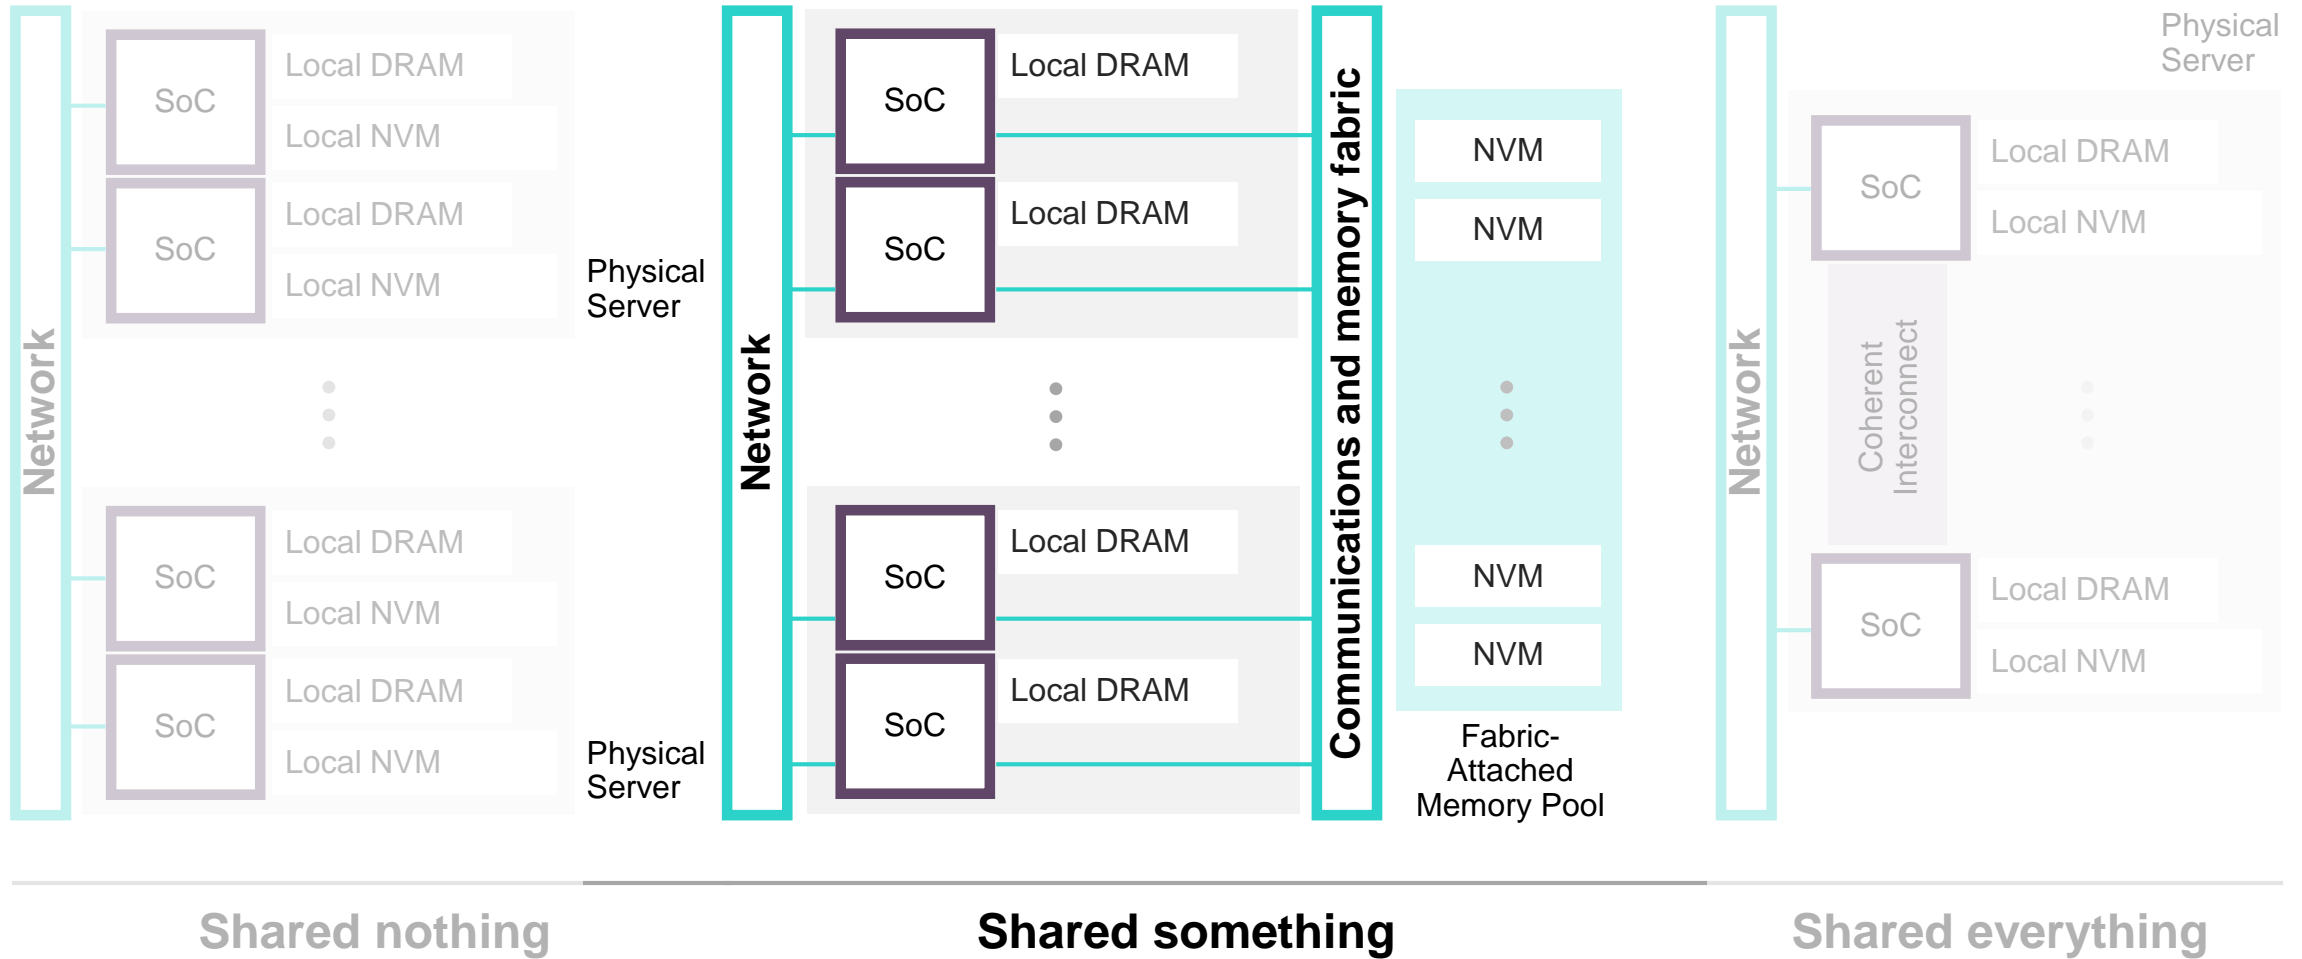 Network
SoC
Local DRAM
Local NVM
SoC
Local DRAM
Local NVM
SoC
Local DRAM
Local NVM
SoC
Local DRAM
Local NVM
Shared nothing
Physical
Server
Physical
Server
Network
SoC
Local DRAM
SoC
Local DRAM
SoC
Local DRAM
SoC
Local DRAM
Communications and memory fabric
NVM
NVM
NVM
NVM
Fabric-
Attached
Memory Pool
Shared something
Physical
Server
Network
SoC
Local DRAM
Local NVM
Coherent
Interconnect
SoC
Local DRAM
Local NVM
Shared everything